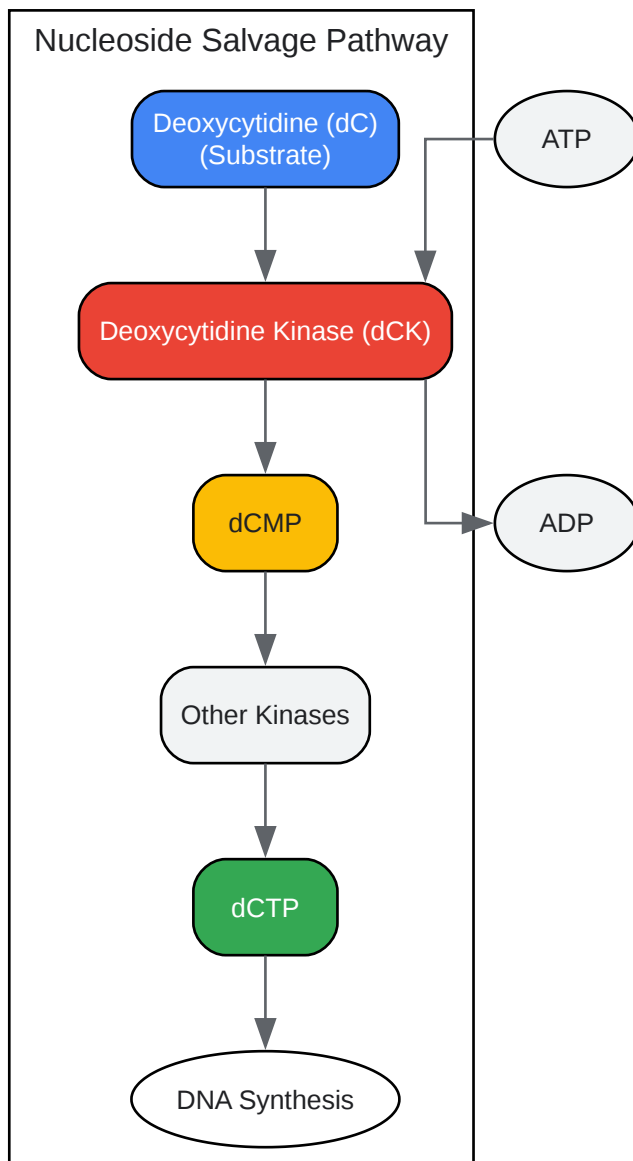 Nucleoside Salvage Pathway
Deoxycytidine (dC)
(Substrate)
ATP
Deoxycytidine Kinase (dCK)
dCMP
ADP
Other Kinases
dCTP
DNA Synthesis